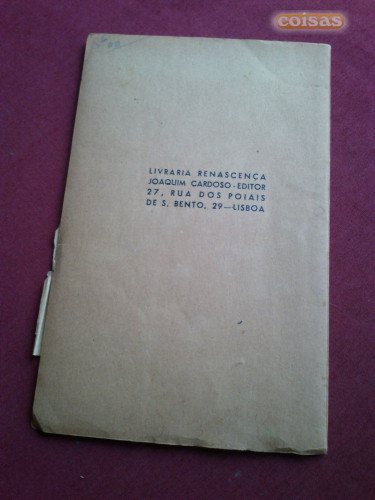 coisas
LIVRARIA RENASCENÇA
JOAQUIM CARDOSO-EDITOR
27, RUA DOS POIAIS
DE S. BENTO, 29—LISBOA